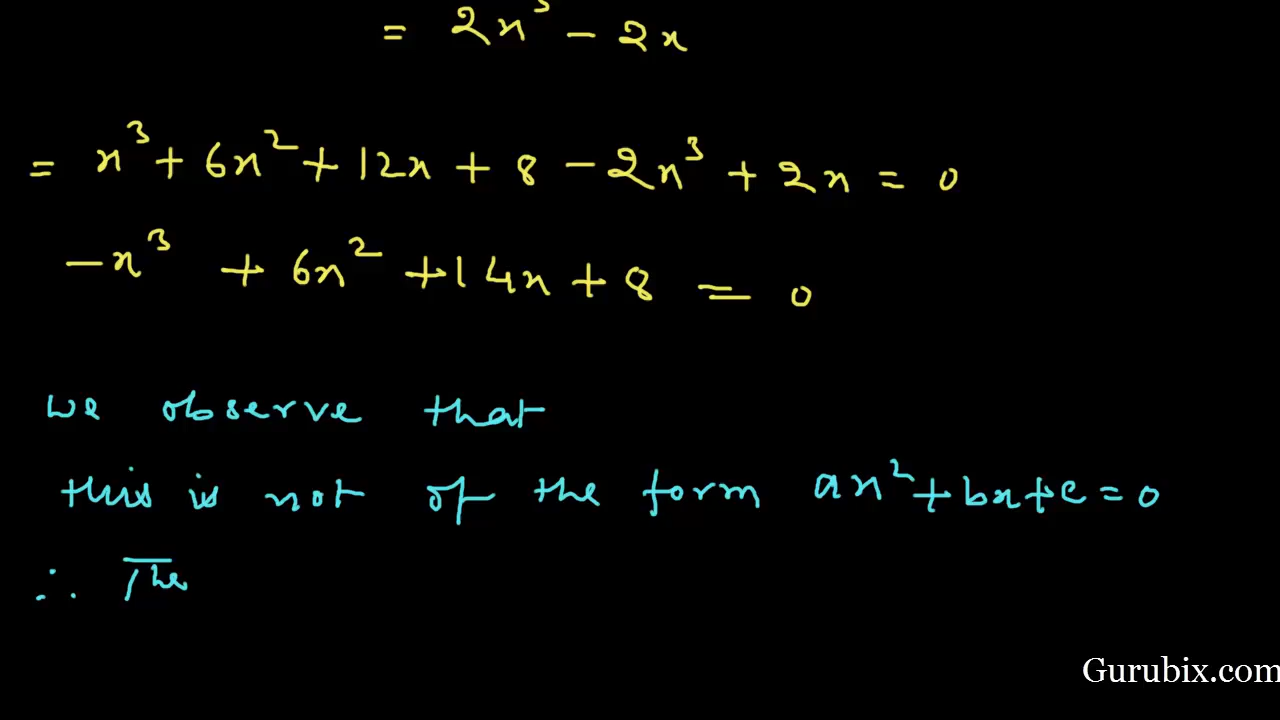 = 2x³ - 2x
= x³ + 6x² + 12x + 8 - 2x³ + 2x = 0
-x³ + 6x² + 14x + 8 = 0
we observe that
this is not of the form ax² + bx + c = 0
∴ The
Gurubix.com